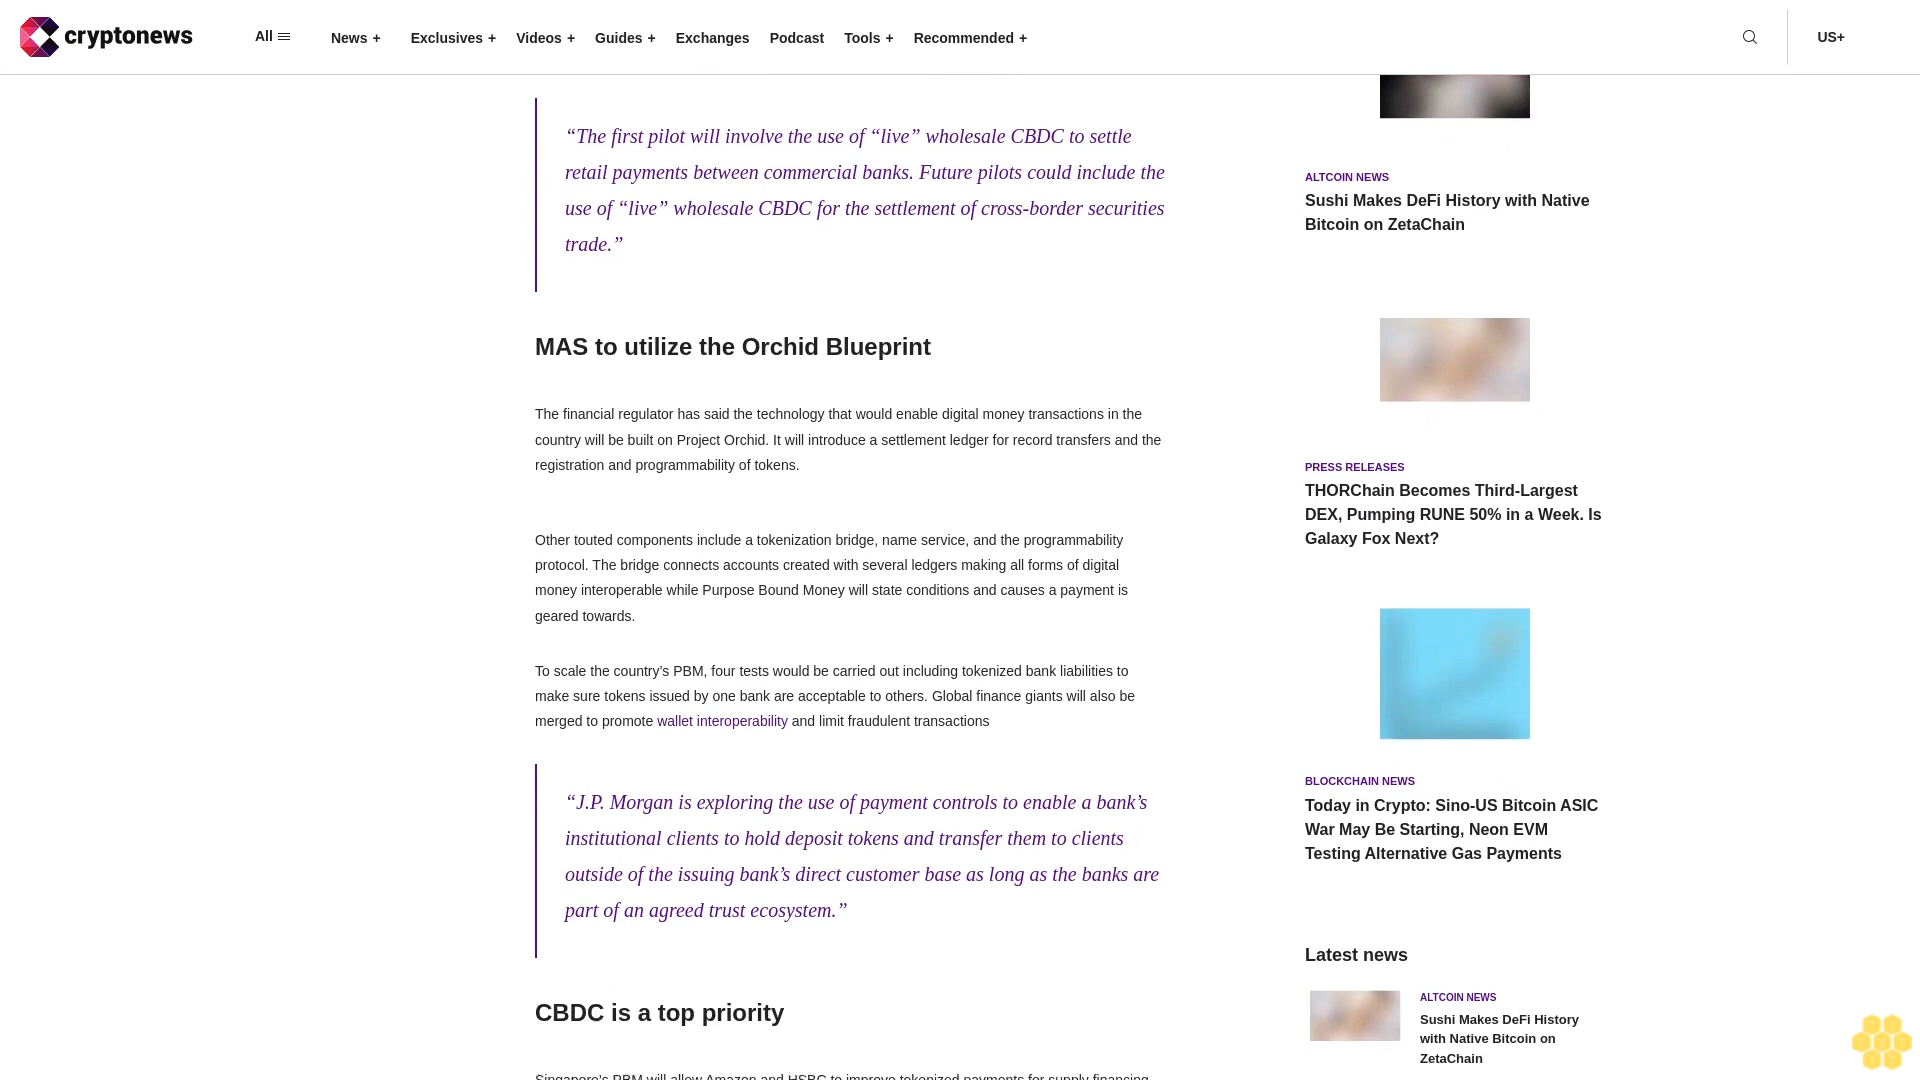 cryptonews
All
News +
Exclusives +
Videos +
Guides +
Exchanges
Podcast
Tools +
Recommended +
US+
“The first pilot will involve the use of “live” wholesale CBDC to settle
retail payments between commercial banks. Future pilots could include the
use of “live” wholesale CBDC for the settlement of cross-border securities
trade.”
MAS to utilize the Orchid Blueprint
The financial regulator has said the technology that would enable digital money transactions in the
country will be built on Project Orchid. It will introduce a settlement ledger for record transfers and the
registration and programmability of tokens.
Other touted components include a tokenization bridge, name service, and the programmability
protocol. The bridge connects accounts created with several ledgers making all forms of digital
money interoperable while Purpose Bound Money will state conditions and causes a payment is
geared towards.
To scale the country’s PBM, four tests would be carried out including tokenized bank liabilities to
make sure tokens issued by one bank are acceptable to others. Global finance giants will also be
merged to promote wallet interoperability and limit fraudulent transactions
“J.P. Morgan is exploring the use of payment controls to enable a bank’s
institutional clients to hold deposit tokens and transfer them to clients
outside of the issuing bank’s direct customer base as long as the banks are
part of an agreed trust ecosystem.”
CBDC is a top priority
Singapore’s PBM will allow Amazon and HSBC to improve tokenized payments for supply financing
ALTCOIN NEWS
Sushi Makes DeFi History with Native
Bitcoin on ZetaChain
PRESS RELEASES
THORChain Becomes Third-Largest
DEX, Pumping RUNE 50% in a Week. Is
Galaxy Fox Next?
BLOCKCHAIN NEWS
Today in Crypto: Sino-US Bitcoin ASIC
War May Be Starting, Neon EVM
Testing Alternative Gas Payments
Latest news
ALTCOIN NEWS
Sushi Makes DeFi History
with Native Bitcoin on
ZetaChain